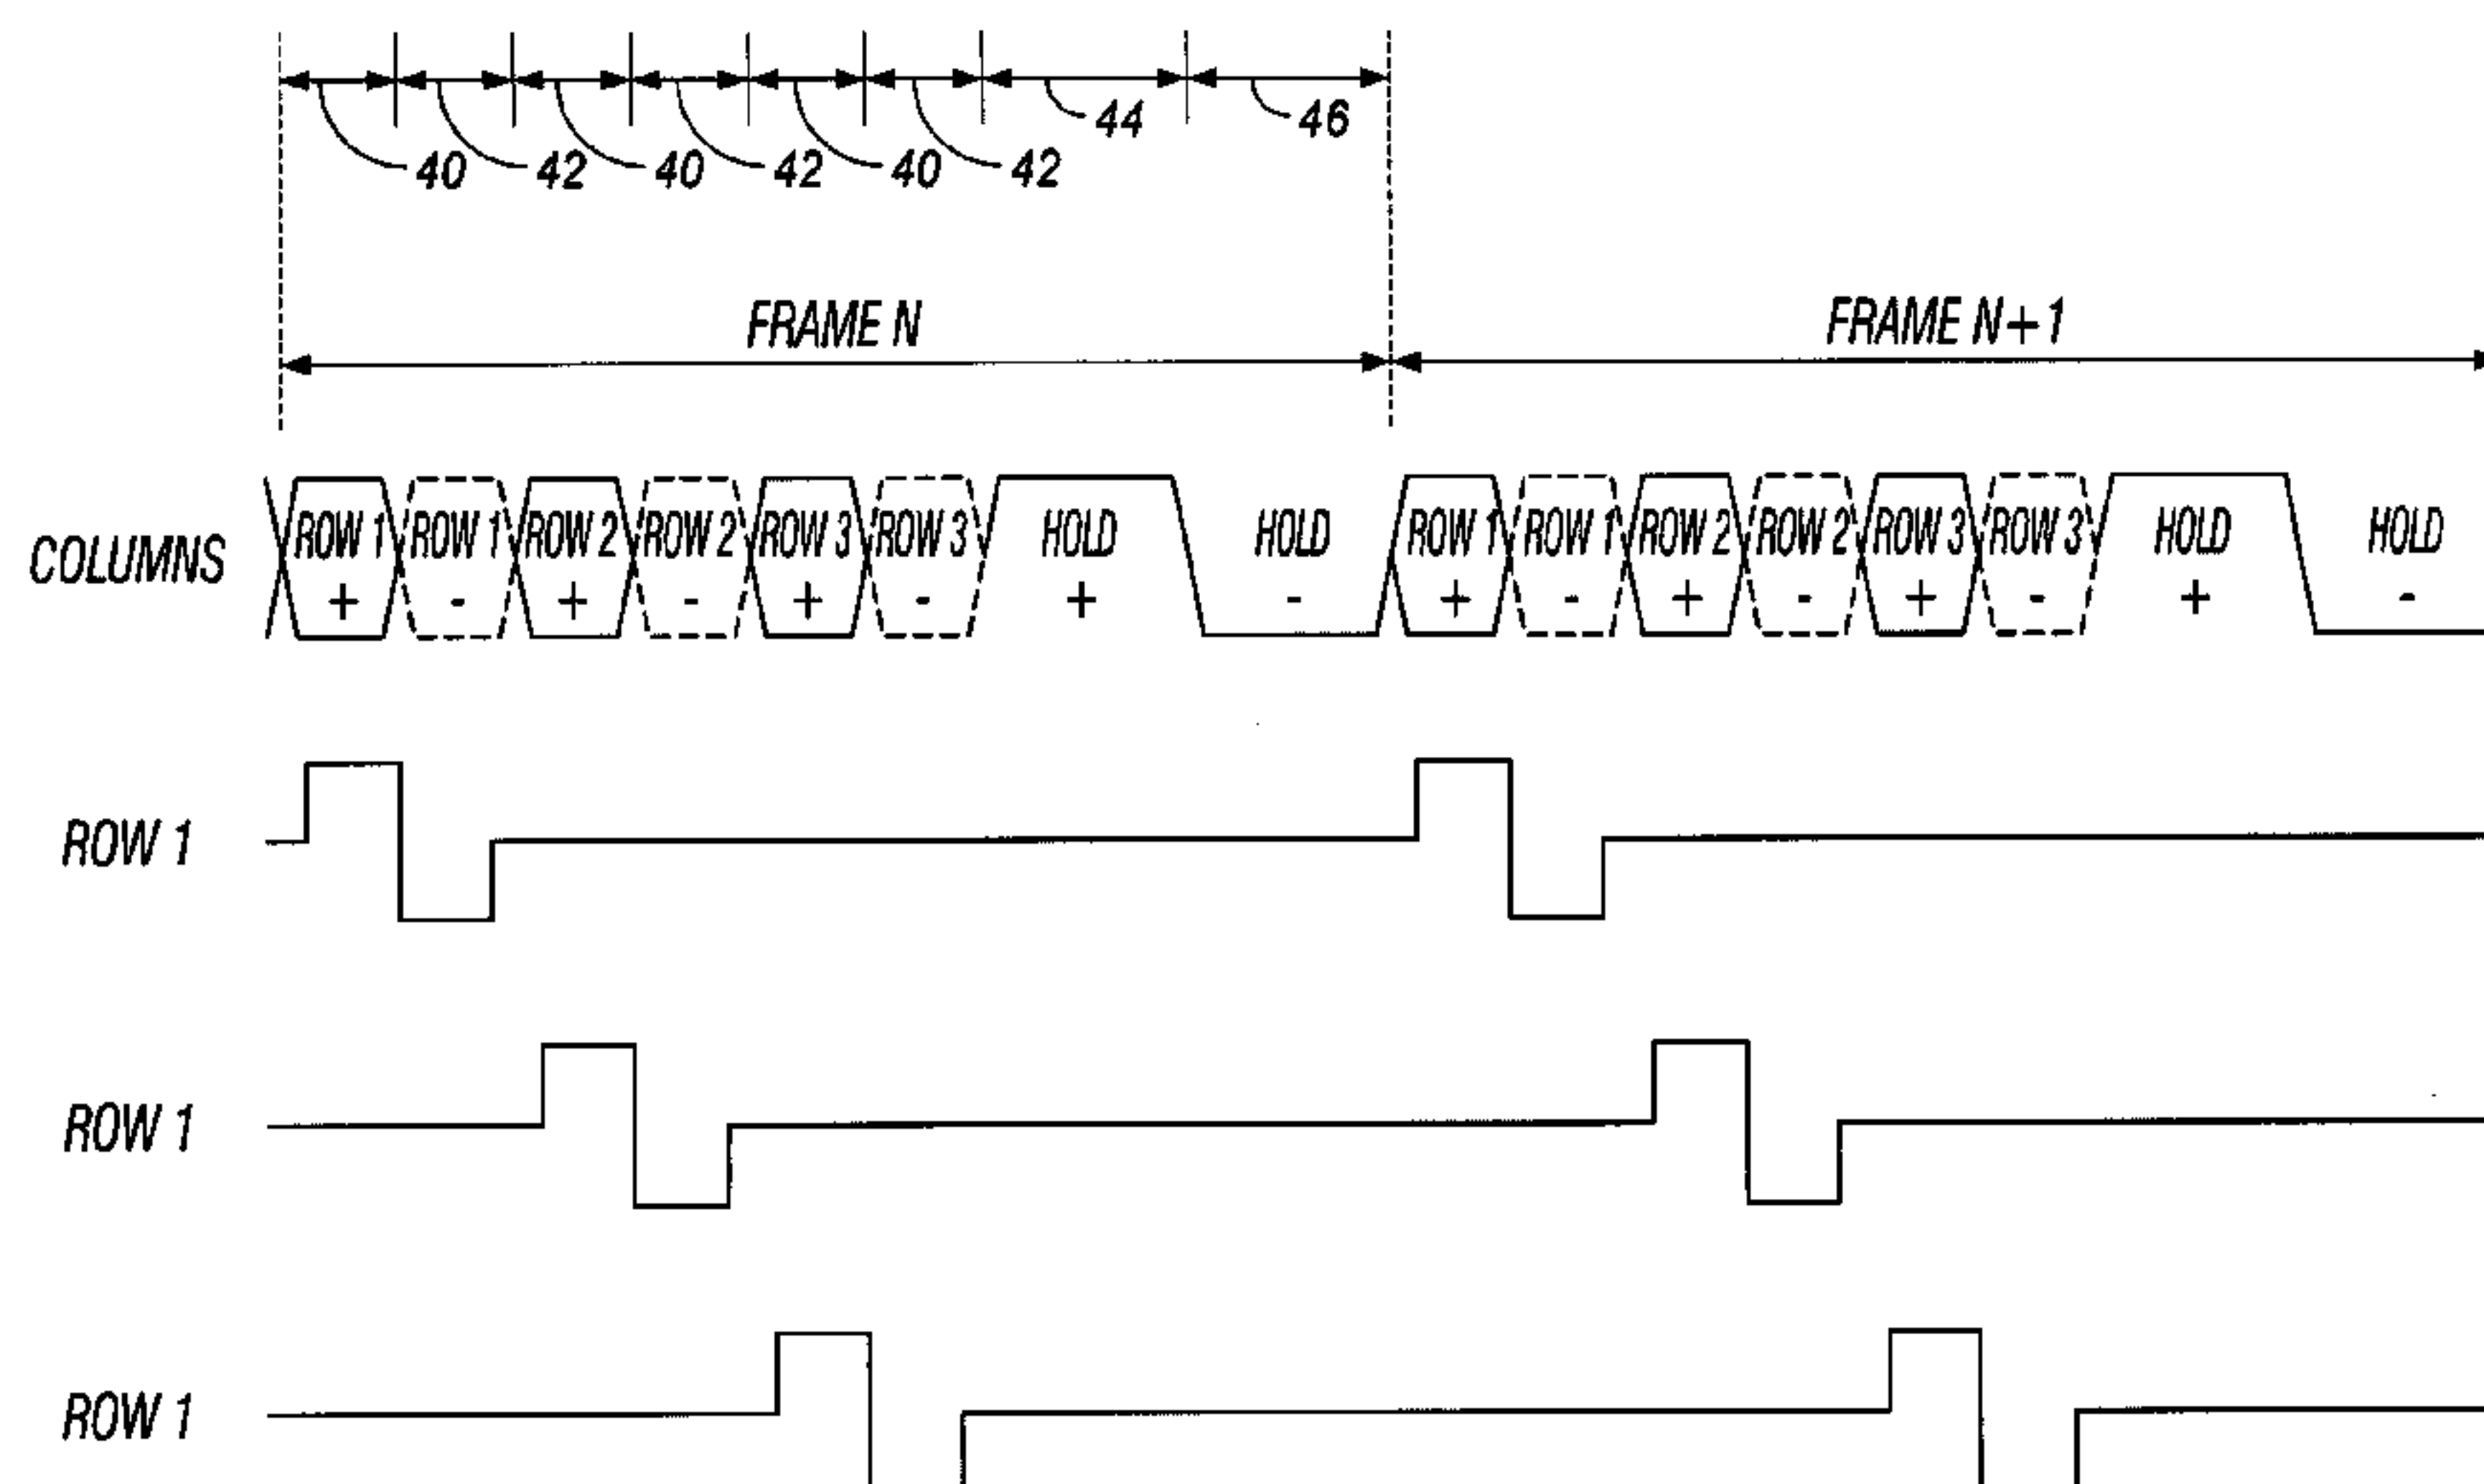 44 46
40 42 40 42 40 42
FRAME N FRAME N+1
COLUMNS ROW 1 ROW 1 ROW 2 ROW 2 ROW 3 ROW 3 HOLD HOLD ROW 1 ROW 1 ROW 2 ROW 2 ROW 3 ROW 3 HOLD HOLD
+ - + - + - + - + - + - + - + -
ROW 1
ROW 1
ROW 1